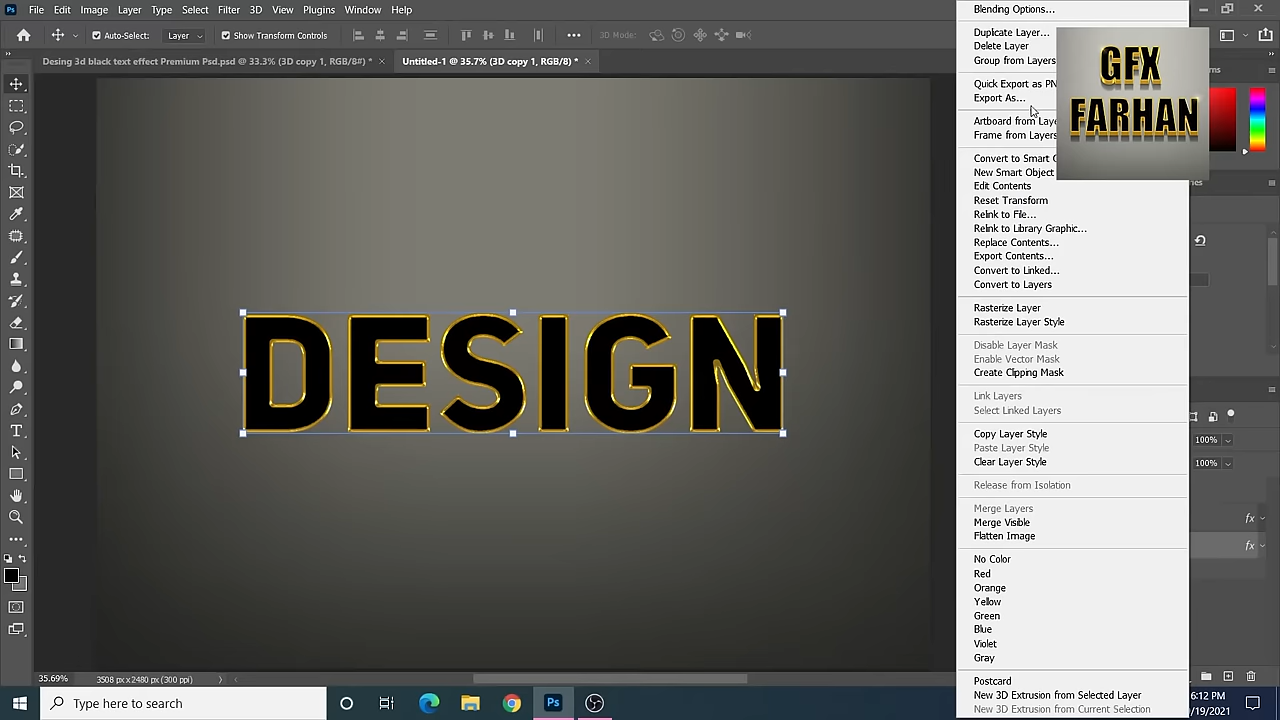 Ps File Edit Image Layer Type Select Filter 3D View Plugins Window Help
Auto-Select: Layer Show Transform Controls 3D Mode:
Desing 3d black text effect Premium Psd.psd @ 33.3% (3D copy 1, RGB/8#) * Untitled-1 @ 35.7% (3D copy 1, RGB/8) *
DESIGN
Blending Options...
Duplicate Layer...
Delete Layer
Group from Layers
Quick Export as PN
Export As...
Artboard from Laye
Frame from Layers
Convert to Smart O
New Smart Object
Edit Contents
Reset Transform
Relink to File...
Relink to Library Graphic...
Replace Contents...
Export Contents...
Convert to Linked...
Convert to Layers
Rasterize Layer
Rasterize Layer Style
Disable Layer Mask
Enable Vector Mask
Create Clipping Mask
Link Layers
Select Linked Layers
Copy Layer Style
Paste Layer Style
Clear Layer Style
Release from Isolation
Merge Layers
Merge Visible
Flatten Image
No Color
Red
Orange
Yellow
Green
Blue
Violet
Gray
Postcard
New 3D Extrusion from Selected Layer
New 3D Extrusion from Current Selection
GFX
FARHAN
100%
100%
fx
fx
35.69% 3508 px x 2480 px (300 ppi)
Type here to search
Ps
6:12 PM
/19/2021